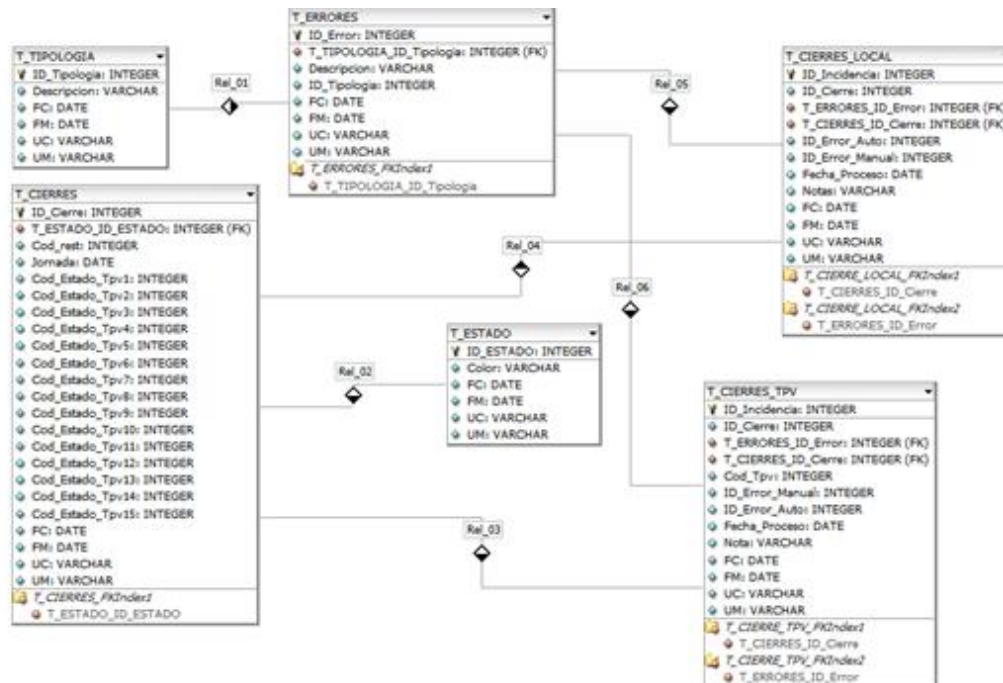 T_TIPOLOGIA
ID_Tipologia: INTEGER
Descripcion: VARCHAR
FC: DATE
FM: DATE
UC: VARCHAR
UM: VARCHAR
Rel_01
T_ERRORES
ID_Error: INTEGER
T_TIPOLOGIA_ID_Tipologia: INTEGER (FK)
Descripcion: VARCHAR
ID_Tipologia: INTEGER
FC: DATE
FM: DATE
UC: VARCHAR
UM: VARCHAR
T_ERRORES_FKIndex1
T_TIPOLOGIA_ID_Tipologia
Rel_05
T_CIERRES_LOCAL
ID_Incidencia: INTEGER
ID_Cierre: INTEGER
T_ERRORES_ID_Error: INTEGER (FK)
T_CIERRES_ID_Cierre: INTEGER (FK)
ID_Error_Auto: INTEGER
ID_Error_Manual: INTEGER
Fecha_Proceso: DATE
Notas: VARCHAR
FC: DATE
FM: DATE
UC: VARCHAR
UM: VARCHAR
T_CIERRE_LOCAL_FKIndex1
T_CIERRES_ID_Cierre
T_CIERRE_LOCAL_FKIndex2
T_ERRORES_ID_Error
T_CIERRES
ID_Cierre: INTEGER
T_ESTADO_ID_ESTADO: INTEGER (FK)
Cod_rest: INTEGER
Jornada: DATE
Cod_Estado_Tpv1: INTEGER
Cod_Estado_Tpv2: INTEGER
Cod_Estado_Tpv3: INTEGER
Cod_Estado_Tpv4: INTEGER
Cod_Estado_Tpv5: INTEGER
Cod_Estado_Tpv6: INTEGER
Cod_Estado_Tpv7: INTEGER
Cod_Estado_Tpv8: INTEGER
Cod_Estado_Tpv9: INTEGER
Cod_Estado_Tpv10: INTEGER
Cod_Estado_Tpv11: INTEGER
Cod_Estado_Tpv12: INTEGER
Cod_Estado_Tpv13: INTEGER
Cod_Estado_Tpv14: INTEGER
Cod_Estado_Tpv15: INTEGER
FC: DATE
FM: DATE
UC: VARCHAR
UM: VARCHAR
T_CIERRES_FKIndex1
T_ESTADO_ID_ESTADO
Rel_04
Rel_06
Rel_02
T_ESTADO
ID_ESTADO: INTEGER
Color: VARCHAR
FC: DATE
FM: DATE
UC: VARCHAR
UM: VARCHAR
Rel_03
T_CIERRES_TPV
ID_Incidencia: INTEGER
ID_Cierre: INTEGER
T_ERRORES_ID_Error: INTEGER (FK)
T_CIERRES_ID_Cierre: INTEGER (FK)
Cod_Tpv: INTEGER
ID_Error_Manual: INTEGER
ID_Error_Auto: INTEGER
Fecha_Proceso: DATE
Nota: VARCHAR
FC: DATE
FM: DATE
UC: VARCHAR
UM: VARCHAR
T_CIERRE_TPV_FKIndex1
T_CIERRES_ID_Cierre
T_CIERRE_TPV_FKIndex2
T_ERRORES_ID_Error